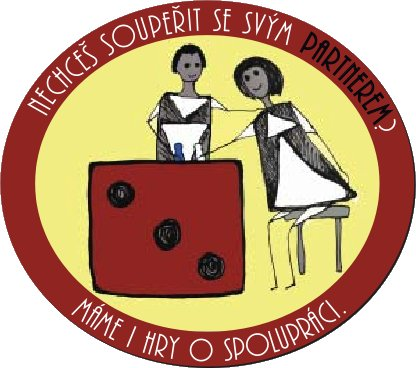 NECHCEŠ SOUPEŘIT SE SVÝM PARTNEREM?
MÁME I HRY O SPOLUPRÁCI.